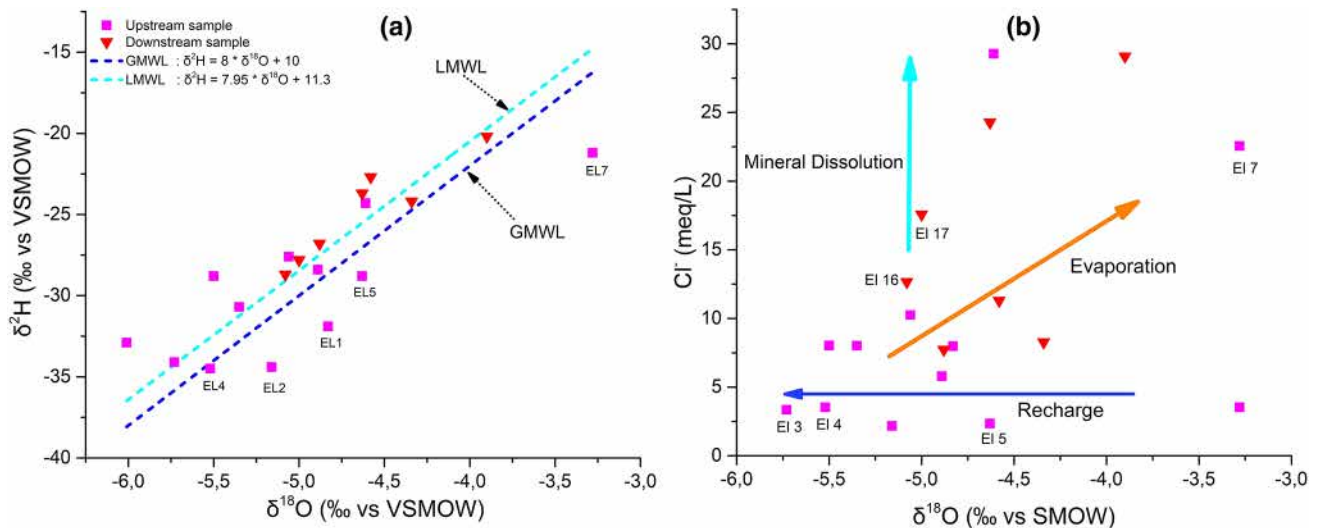 (a)
Upstream sample
Downstream sample
GMWL : δ²H = 8 * δ¹⁸O + 10
LMWL : δ²H = 7.95 * δ¹⁸O + 11.3
LMWL
GMWL
EL7
EL5
EL1
EL4
EL2
-15
-20
-25
-30
-35
-40
δ²H (‰ vs VSMOW)
-6,0 -5,5 -5,0 -4,5 -4,0 -3,5 -3,0
δ¹⁸O (‰ vs VSMOW)
(b)
30
25
20
15
10
5
0
Cl⁻ (meq/L)
Mineral Dissolution
El 7
El 17
El 16
Evaporation
Recharge
El 3
El 4
El 5
-6,0 -5,5 -5,0 -4,5 -4,0 -3,5 -3,0
δ¹⁸O (‰ vs SMOW)